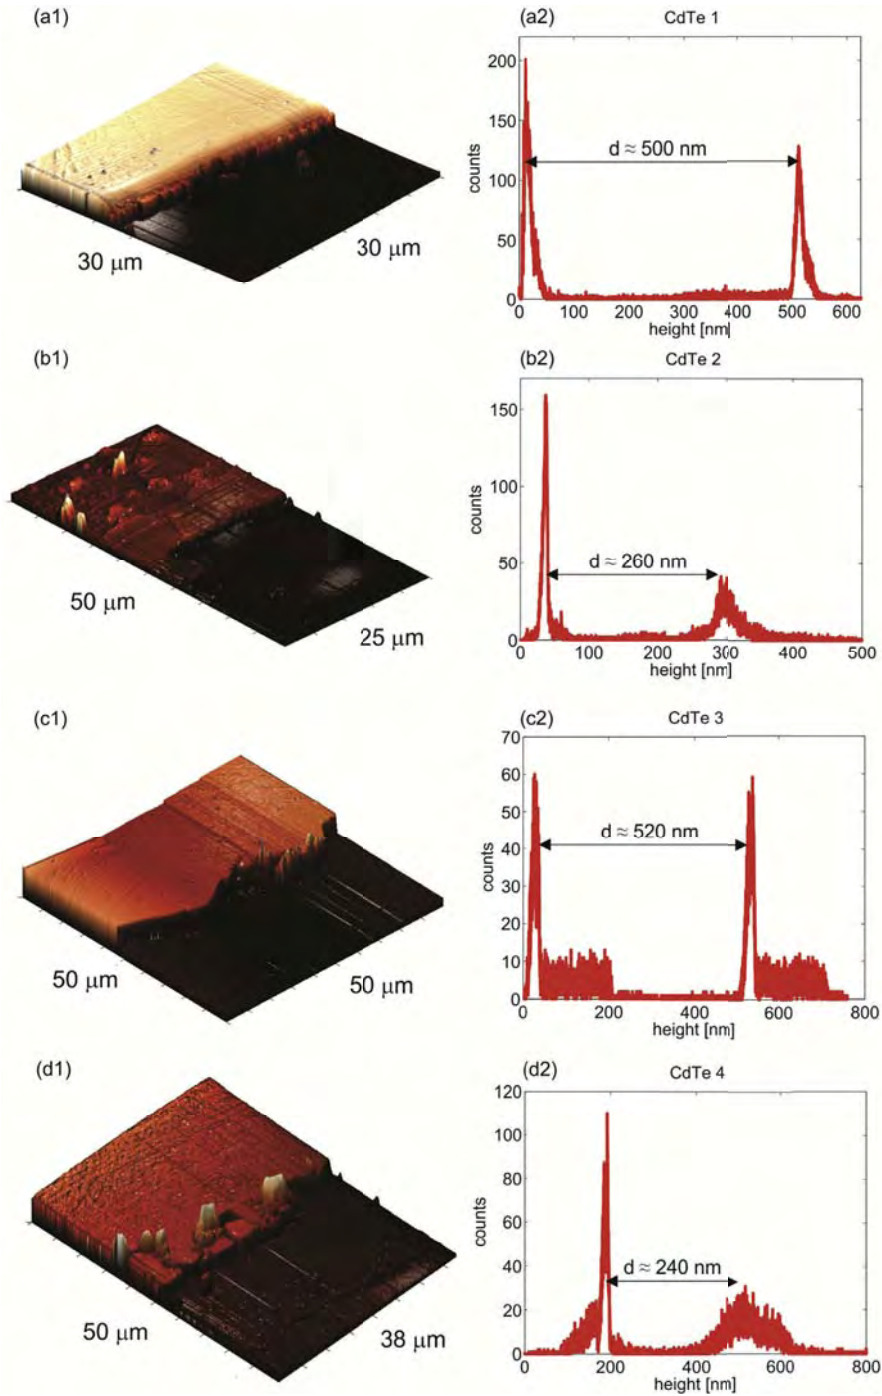 (a1)
30 µm
30 µm
(a2)
CdTe 1
counts
200
150
100
50
0
0 100 200 300 400 500 600
height [nm]
d ≈ 500 nm
(b1)
50 µm
25 µm
(b2)
CdTe 2
counts
150
100
50
0
0 100 200 300 400 500
height [nm]
d ≈ 260 nm
(c1)
50 µm
50 µm
(c2)
CdTe 3
counts
70
60
50
40
30
20
10
0
0 200 400 600 800
height [nm]
d ≈ 520 nm
(d1)
50 µm
38 µm
(d2)
CdTe 4
counts
120
100
80
60
40
20
0
0 200 400 600 800
height [nm]
d ≈ 240 nm